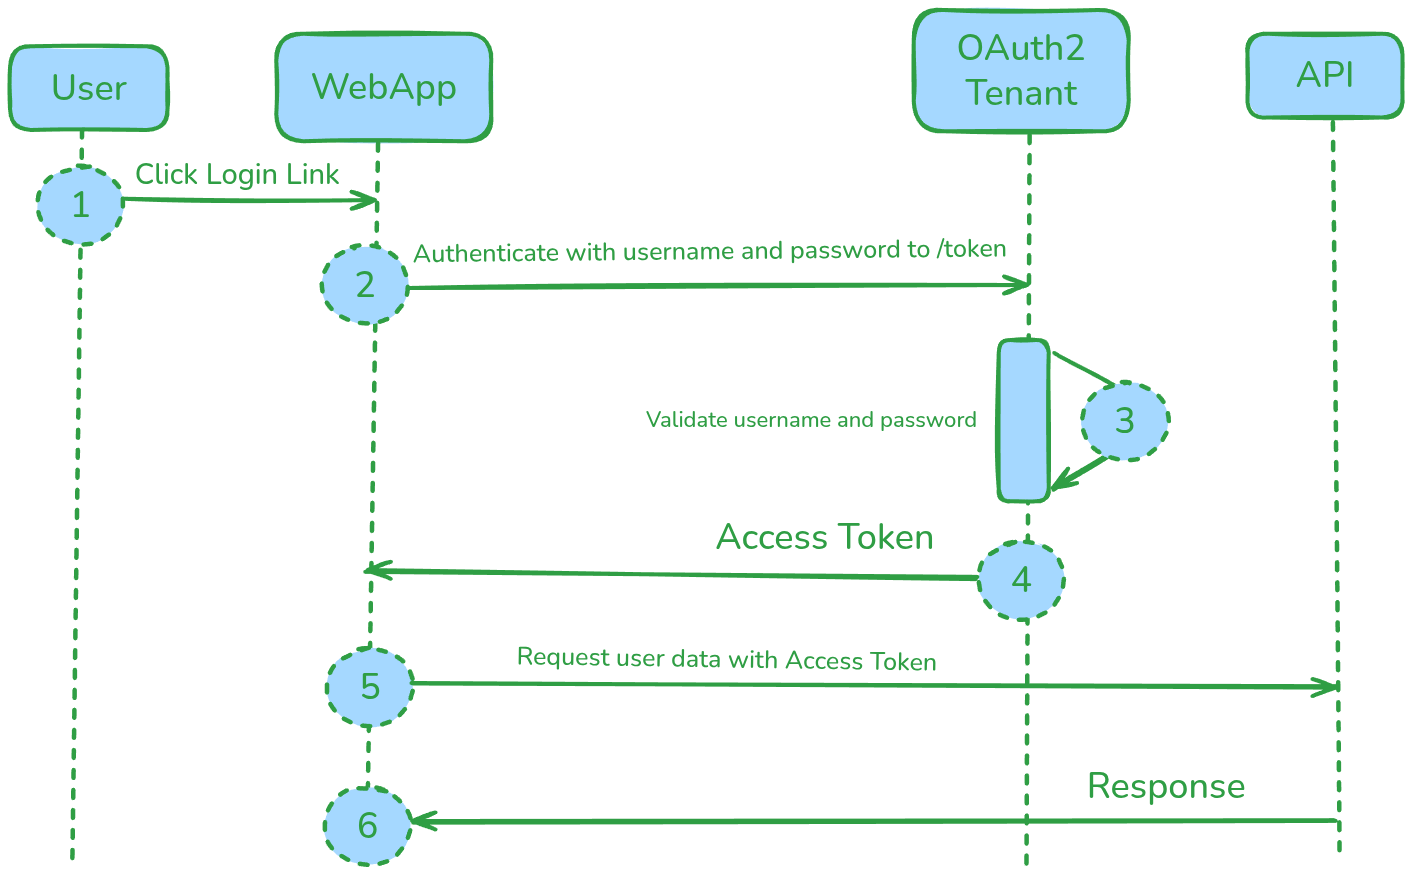 User
WebApp
OAuth2
Tenant
API
Click Login Link
1
Authenticate with username and password to /token
2
Validate username and password
3
Access Token
4
Request user data with Access Token
5
Response
6